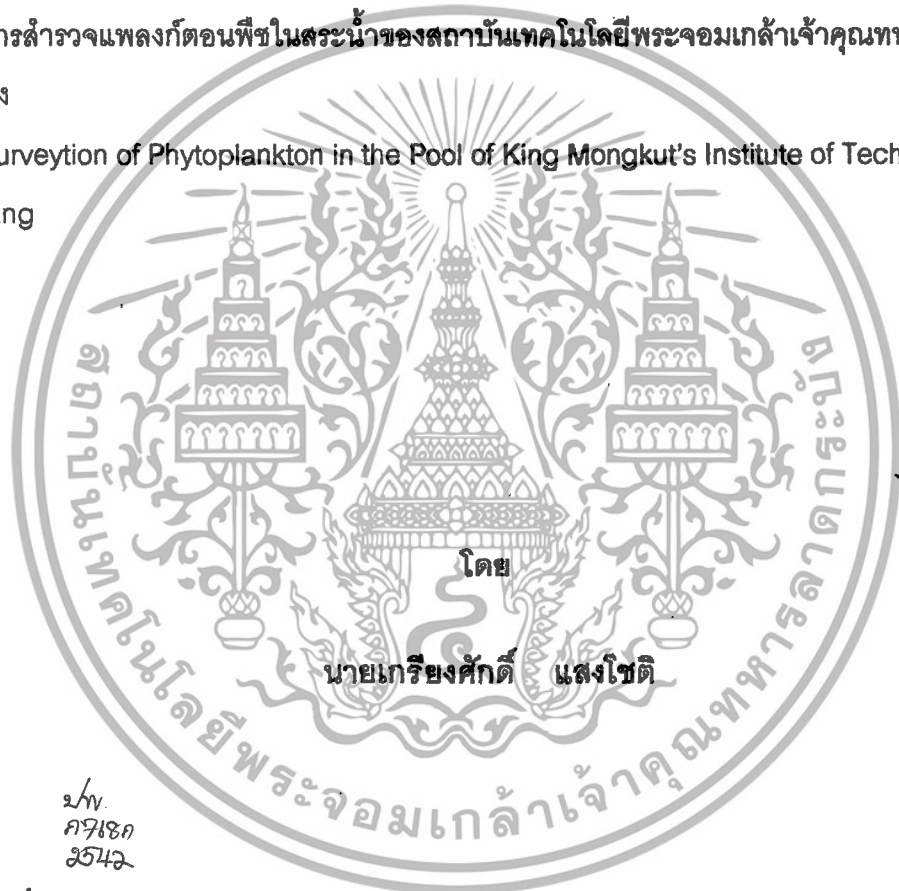 ารสำรวจแพลงก์ตอนพืชในสระน้ำของสถาบันเทคโนโลยีพระจอมเกล้าเจ้าคุณทห
ง
urveytion of Phytoplankton in the Pool of King Mongkut's Institute of Tech
ang
โดย
นายเกรียงศักดิ์ แสงโชติ
สถาบันเทคโนโลยีพระจอมเกล้าเจ้าคุณทหารลาดกระบัง
ปพ.
2542